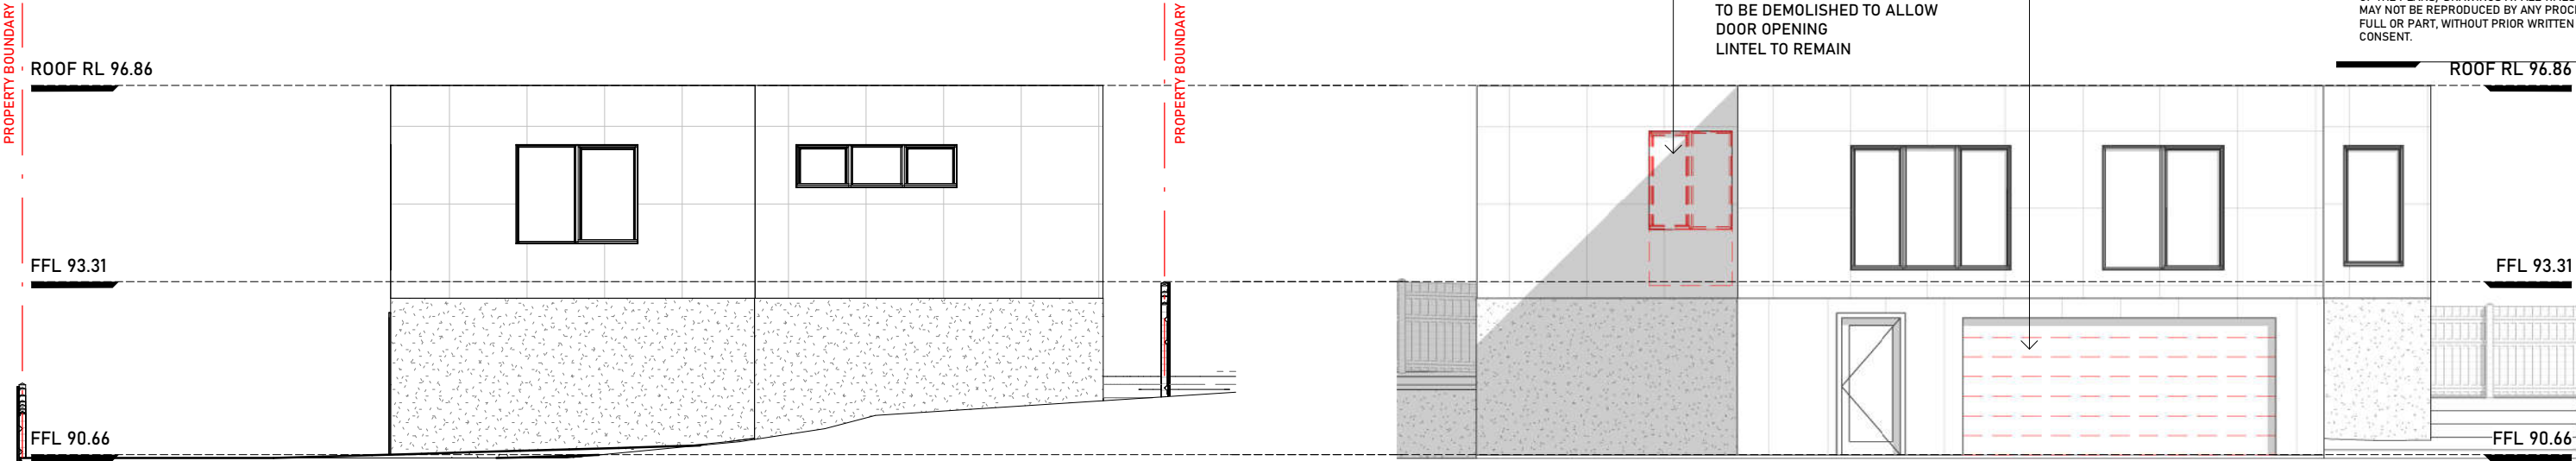 PROPERTY BOUNDARY
ROOF RL 96.86
FFL 93.31
FFL 90.66
PROPERTY BOUNDARY
TO BE DEMOLISHED TO ALLOW
DOOR OPENING
LINTEL TO REMAIN
MAY NOT BE REPRODUCED BY ANY
FULL OR PART, WITHOUT PRIOR WRITTEN
CONSENT.
ROOF RL 96.86
FFL 93.31
FFL 90.66